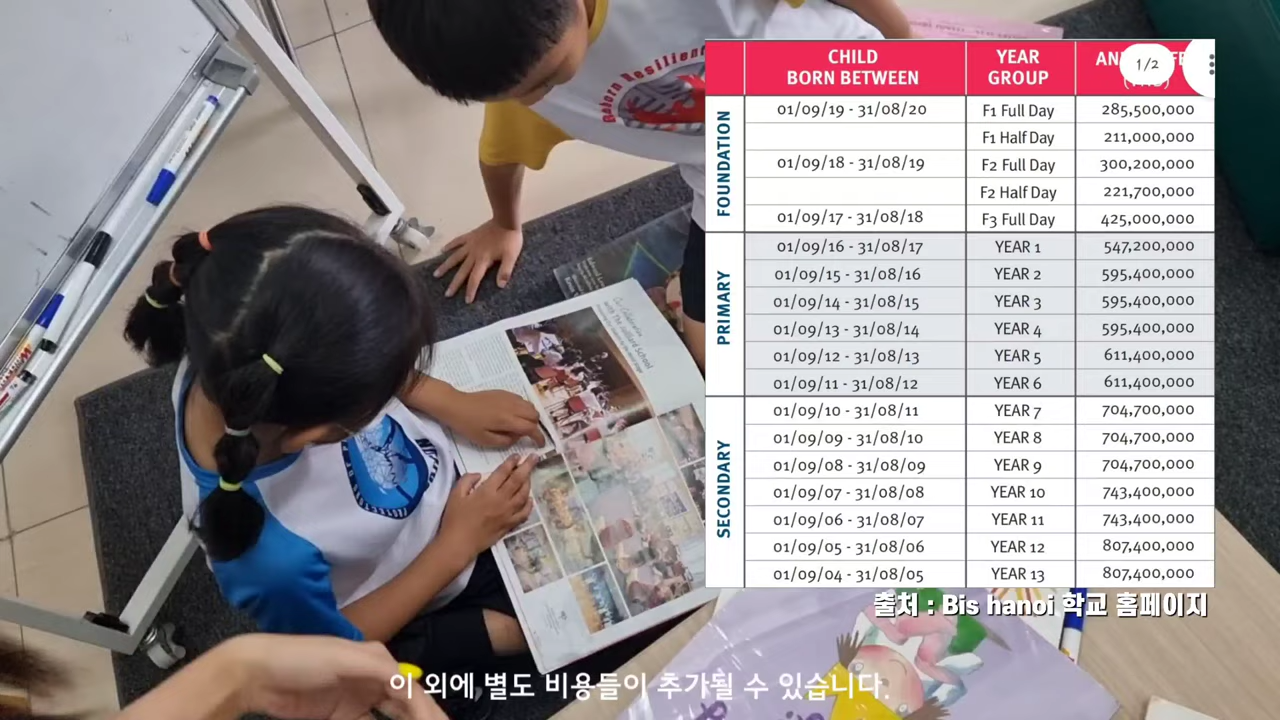 Reborn Resilient
CHILD
BORN BETWEEN
YEAR
GROUP
1/2
FOUNDATION
01/09/19 - 31/08/20 F1 Full Day 285,500,000
F1 Half Day 211,000,000
01/09/18 - 31/08/19 F2 Full Day 300,200,000
F2 Half Day 221,700,000
01/09/17 - 31/08/18 F3 Full Day 425,000,000
PRIMARY
01/09/16 - 31/08/17 YEAR 1 547,200,000
01/09/15 - 31/08/16 YEAR 2 595,400,000
01/09/14 - 31/08/15 YEAR 3 595,400,000
01/09/13 - 31/08/14 YEAR 4 595,400,000
01/09/12 - 31/08/13 YEAR 5 611,400,000
01/09/11 - 31/08/12 YEAR 6 611,400,000
SECONDARY
01/09/10 - 31/08/11 YEAR 7 704,700,000
01/09/09 - 31/08/10 YEAR 8 704,700,000
01/09/08 - 31/08/09 YEAR 9 704,700,000
01/09/07 - 31/08/08 YEAR 10 743,400,000
01/09/06 - 31/08/07 YEAR 11 743,400,000
01/09/05 - 31/08/06 YEAR 12 807,400,000
01/09/04 - 31/08/05 YEAR 13 807,400,000
출처 : Bis hanoi 학교 홈페이지
Our Collaboration
with The Juilliard School
이 외에 별도 비용들이 추가될 수 있습니다.